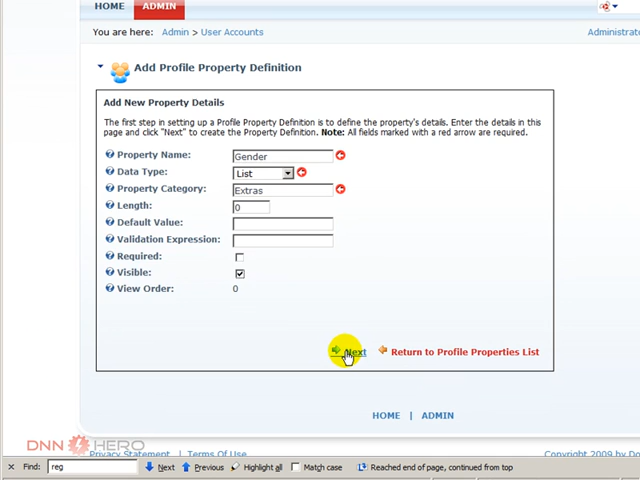 HOME ADMIN
You are here: Admin > User Accounts Administrato
Add Profile Property Definition
Add New Property Details
The first step in setting up a Profile Property Definition is to define the property's details. Enter the details in this
page and click "Next" to create the Property Definition. Note: All fields marked with a red arrow are required.
Property Name: Gender
Data Type: List
Property Category: Extras
Length: 0
Default Value:
Validation Expression:
Required:
Visible:
View Order: 0
Next Return to Profile Properties List
HOME | ADMIN
DNN HERO
Privacy Statement | Terms Of Use Copyright 2009 by Do
Find: reg Next Previous Highlight all Match case Reached end of page, continued from top